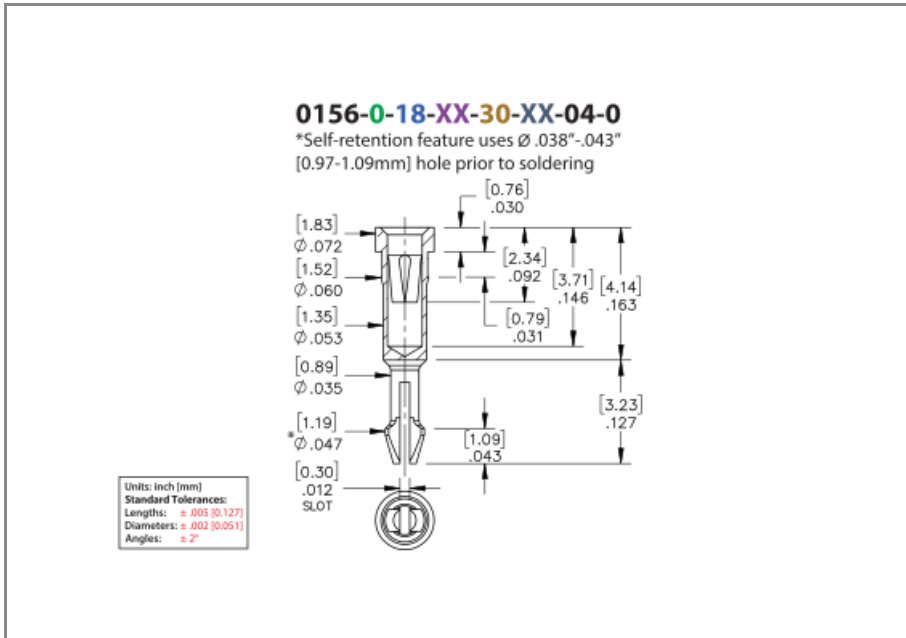 0156-0-18-XX-30-XX-04-0
*Self-retention feature uses Ø .038"-.043"
[0.97-1.09mm] hole prior to soldering
[0.76]
.030
[1.83]
Ø.072
[2.34]
.092
[3.71]
.146
[4.14]
.163
[1.52]
Ø.060
[0.79]
.031
[1.35]
Ø.053
[0.89]
Ø.035
[3.23]
.127
[1.19]
*Ø.047
[1.09]
.043
[0.30]
.012
SLOT
Units: inch [mm]
Standard Tolerances:
Lengths: ± .005 [0.127]
Diameters: ± .002 [0.051]
Angles: ± 2°